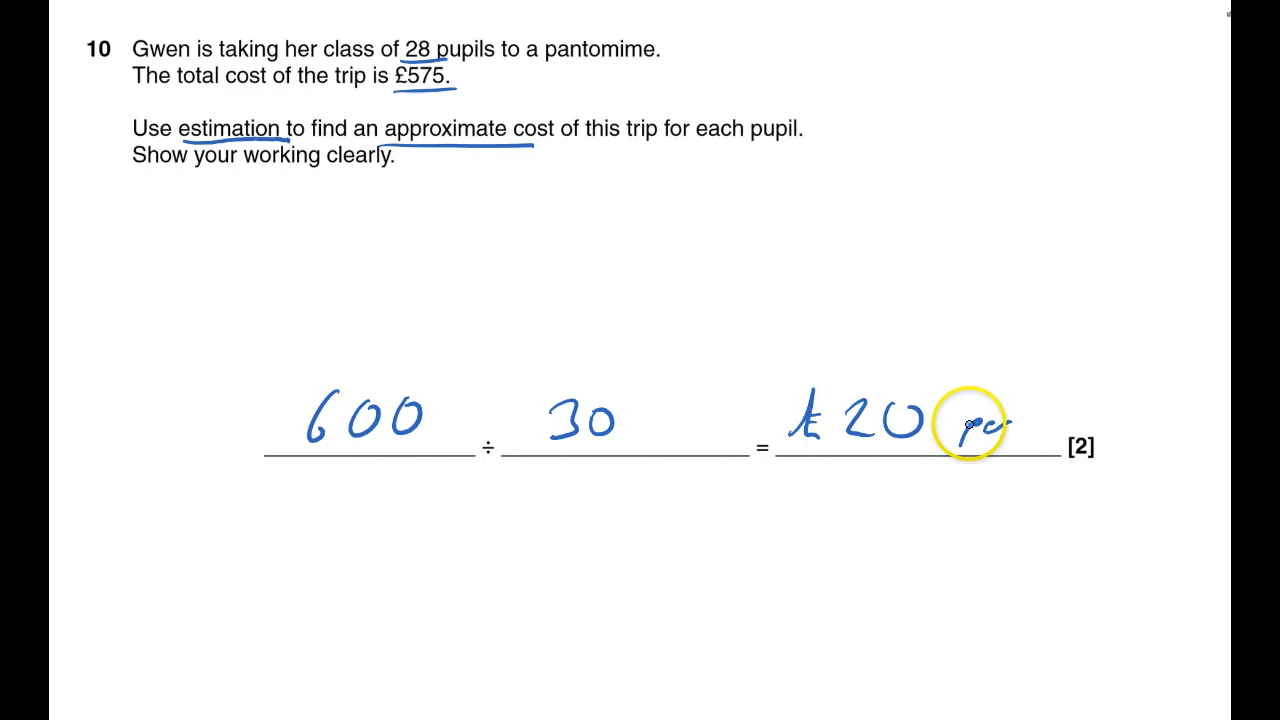 10 Gwen is taking her class of 28 pupils to a pantomime.
The total cost of the trip is £575.
Use estimation to find an approximate cost of this trip for each pupil.
Show your working clearly.
600 ÷ 30 = £20 per [2]